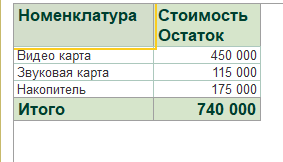 Номенклатура Стоимость
Остаток
Видео карта 450 000
Звуковая карта 115 000
Накопитель 175 000
Итого 740 000